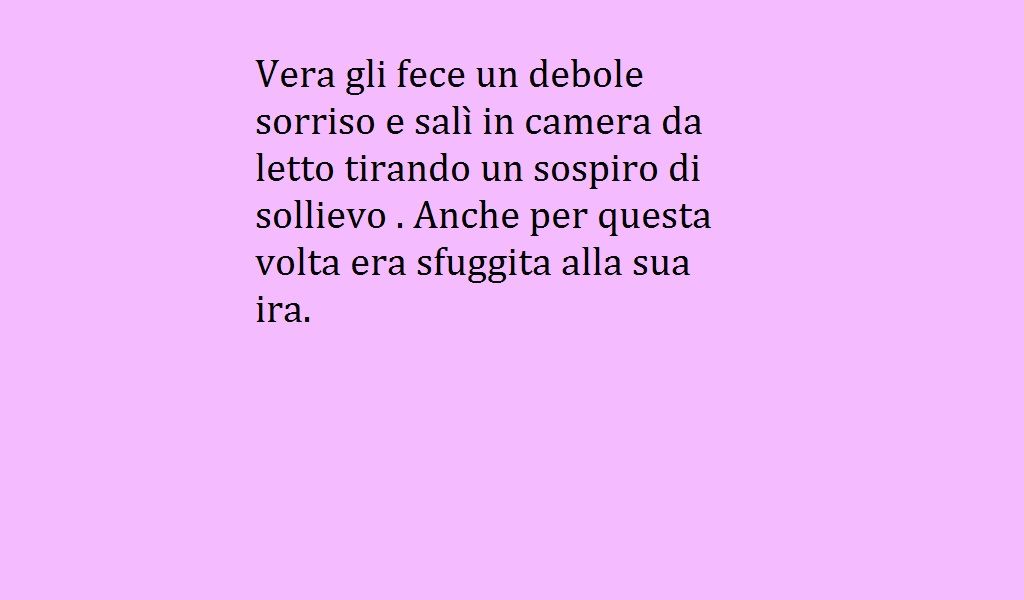 Vera gli fece un debole
sorriso e salì in camera da
letto tirando un sospiro di
sollievo . Anche per questa
volta era sfuggita alla sua
ira.